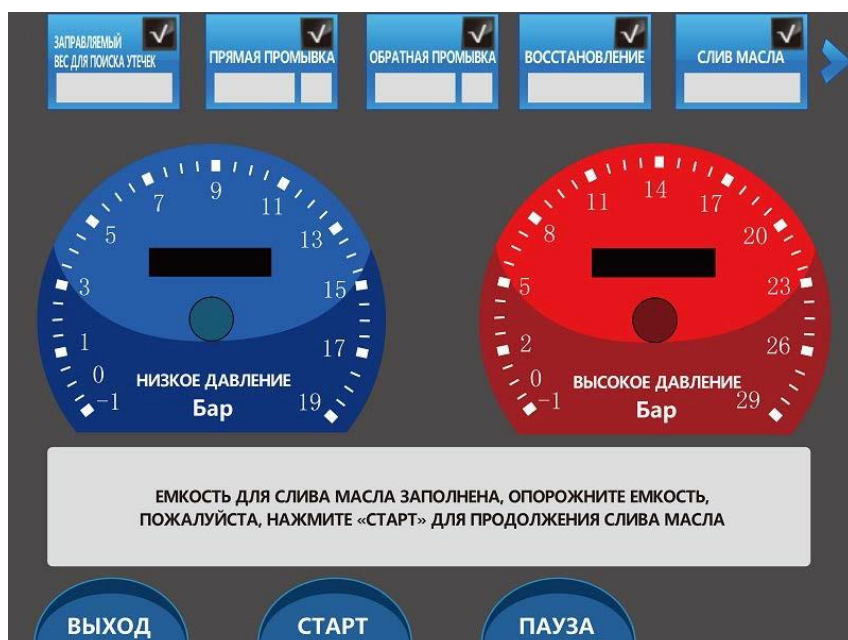 ЗАПРАВЛЯЕМЫЙ
ВЕС ДЛЯ ПОИСКА УТЕЧЕК
ПРЯМАЯ ПРОМЫВКА
ОБРАТНАЯ ПРОМЫВКА
ВОССТАНОВЛЕНИЕ
СЛИВ МАСЛА
-1 0 1 3 5 7 9 11 13 15 17 19
НИЗКОЕ ДАВЛЕНИЕ
Бар
-1 0 2 5 8 11 14 17 20 23 26 29
ВЫСОКОЕ ДАВЛЕНИЕ
Бар
ЕМКОСТЬ ДЛЯ СЛИВА МАСЛА ЗАПОЛНЕНА, ОПОРОЖНИТЕ ЕМКОСТЬ,
ПОЖАЛУЙСТА, НАЖМИТЕ «СТАРТ» ДЛЯ ПРОДОЛЖЕНИЯ СЛИВА МАСЛА
ВЫХОД
СТАРТ
ПАУЗА